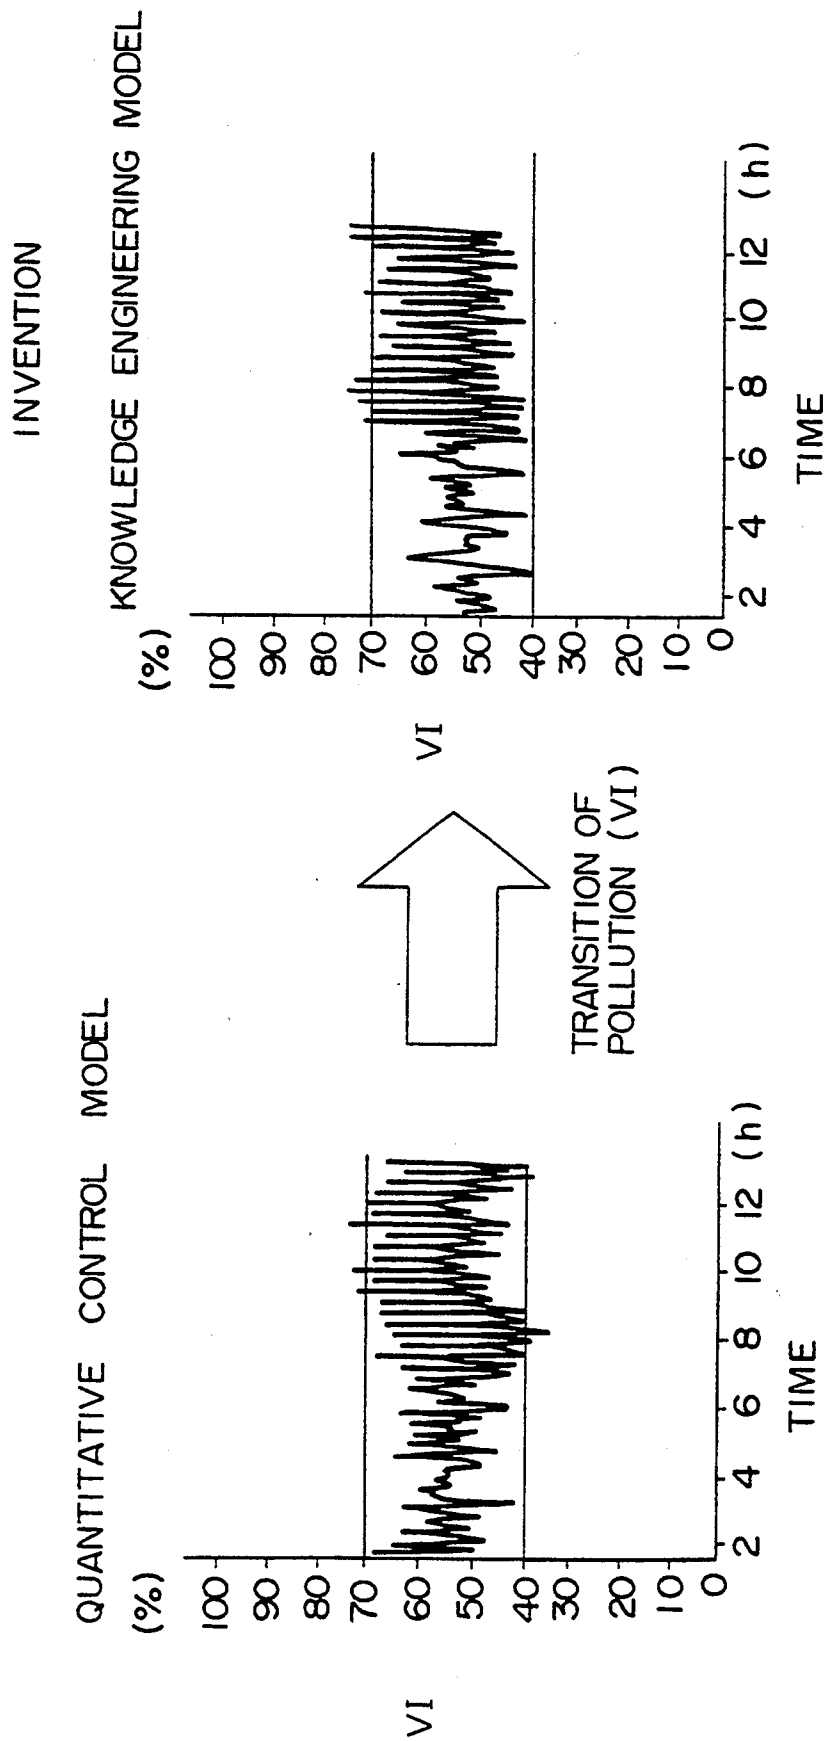 INVENTION
QUANTITATIVE CONTROL MODEL
(%)
100
90
80
70
60
50
40
30
20
10
0
VI
2 4 6 8 10 12 (h)
TIME
TRANSITION OF
POLLUTION (VI)
KNOWLEDGE ENGINEERING MODEL
(%)
100
90
80
70
60
50
40
30
20
10
0
VI
2 4 6 8 10 12 (h)
TIME